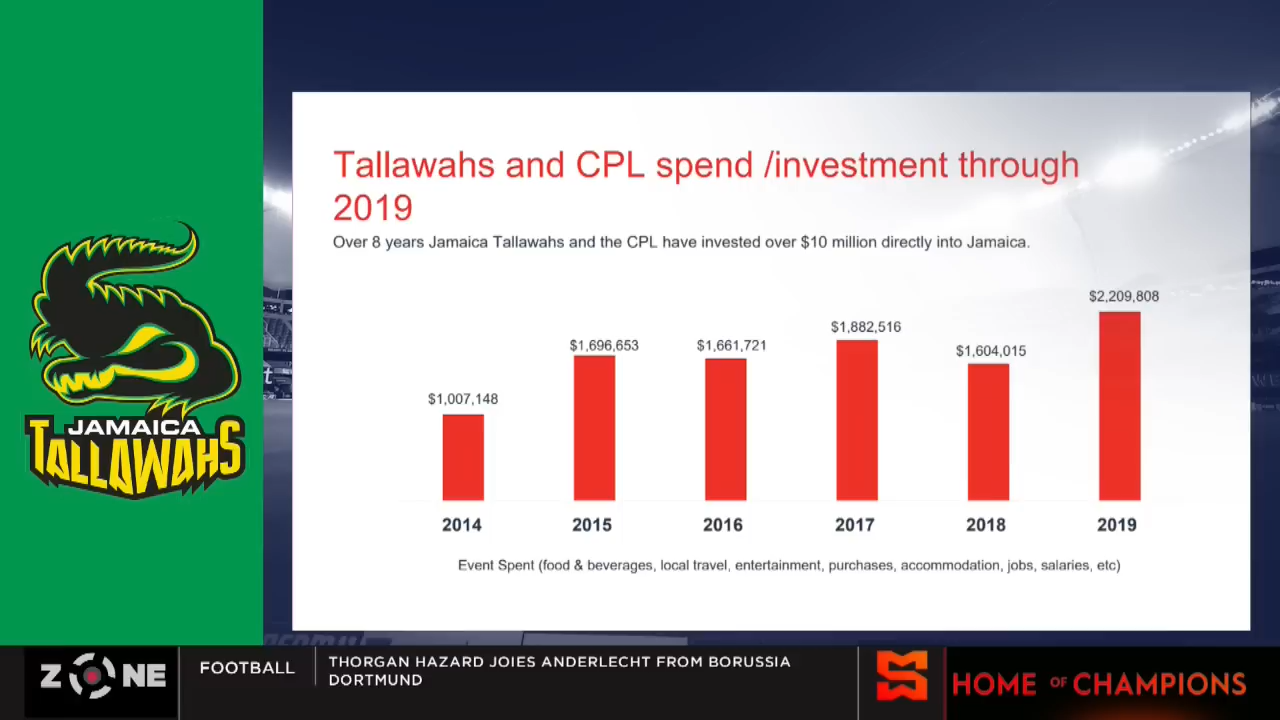 Tallawahs and CPL spend /investment through
2019
Over 8 years Jamaica Tallawahs and the CPL have invested over $10 million directly into Jamaica.
$1,007,148
$1,696,653
$1,661,721
$1,882,516
$1,604,015
$2,209,808
2014
2015
2016
2017
2018
2019
Event Spent (food & beverages, local travel, entertainment, purchases, accommodation, jobs, salaries, etc)
JAMAICA
TALLAWAHS
ZONE
FOOTBALL
THORGAN HAZARD JOIES ANDERLECHT FROM BORUSSIA
DORTMUND
HOME OF CHAMPIONS